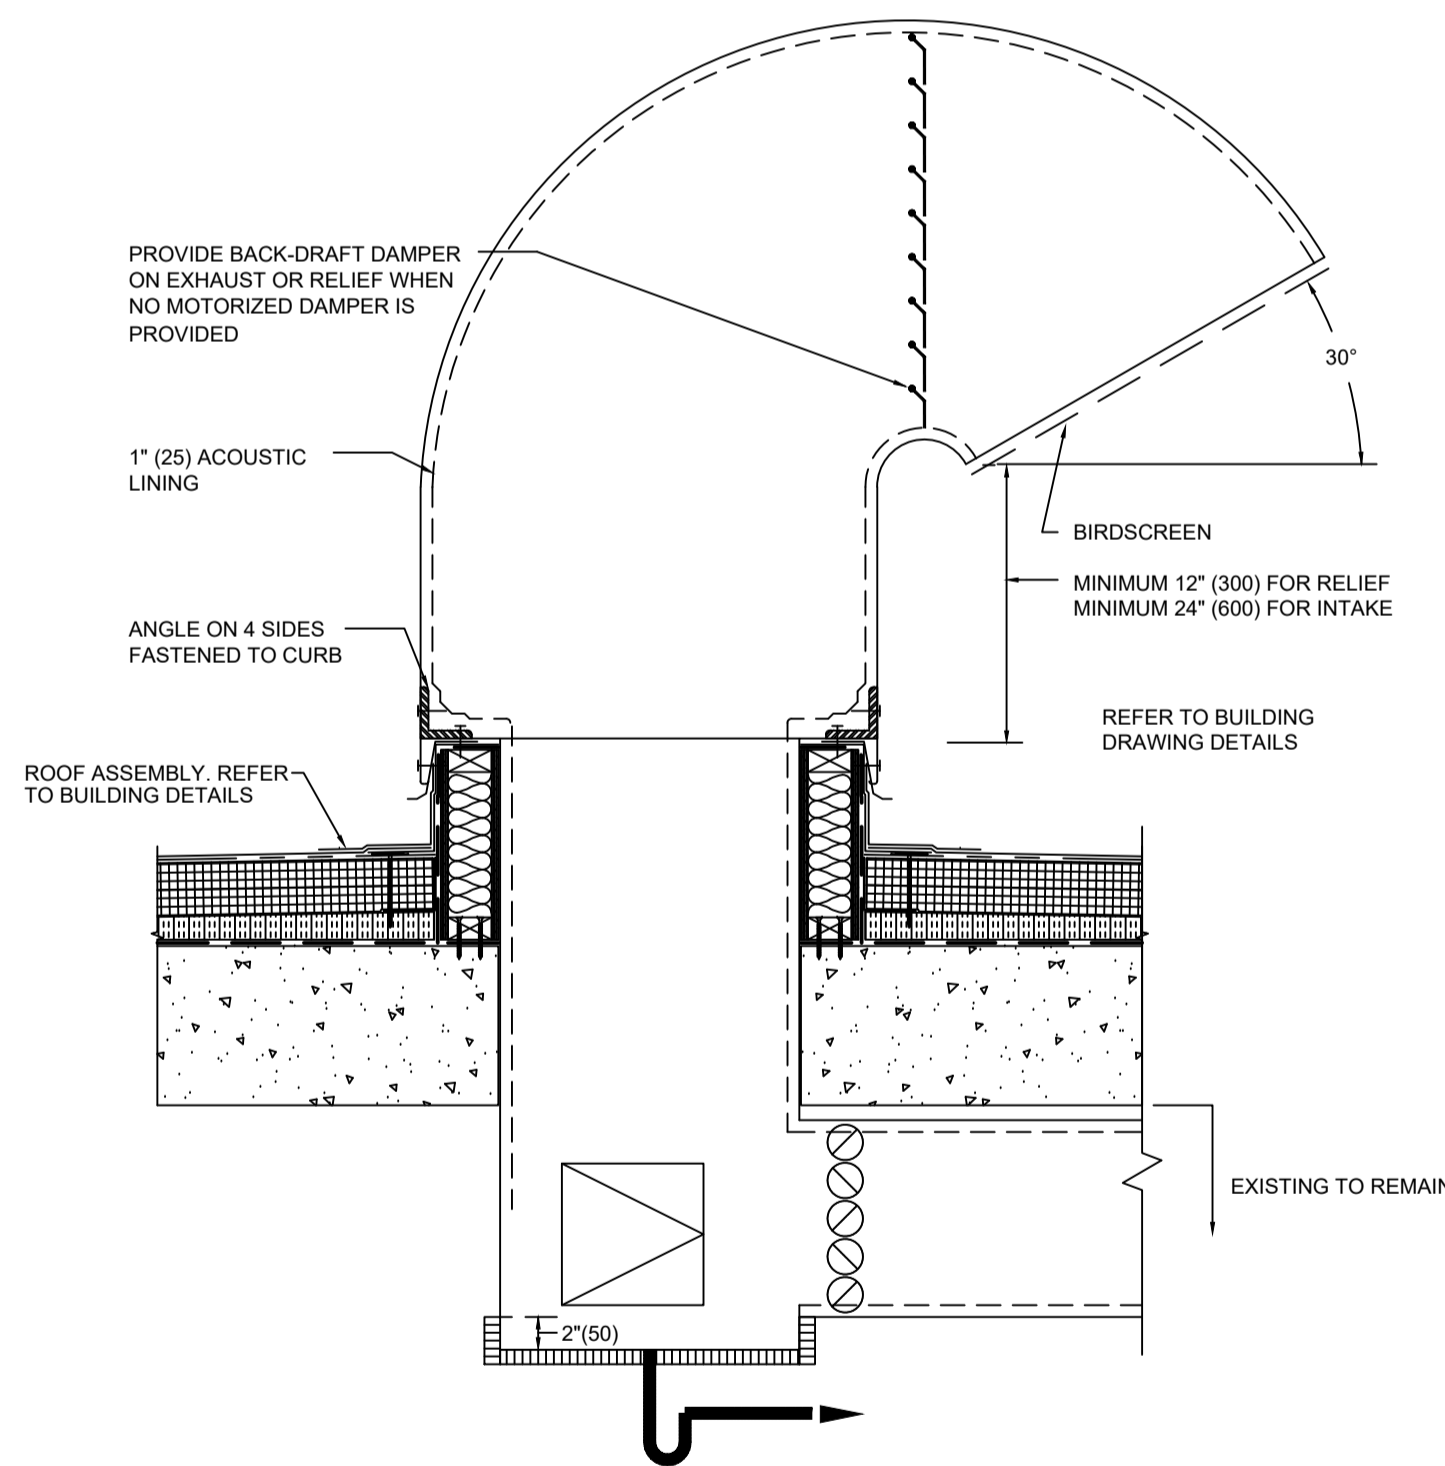 PROVIDE BACK-DRAFT DAMPER
ON EXHAUST OR RELIEF WHEN
NO MOTORIZED DAMPER IS
PROVIDED
30°
1" (25) ACOUSTIC
LINING
BIRDSCREEN
MINIMUM 12" (300) FOR RELIEF
MINIMUM 24" (600) FOR INTAKE
ANGLE ON 4 SIDES
FASTENED TO CURB
REFER TO BUILDING
DRAWING DETAILS
ROOF ASSEMBLY. REFER
TO BUILDING DETAILS
EXISTING TO REMAIN
2"(50)